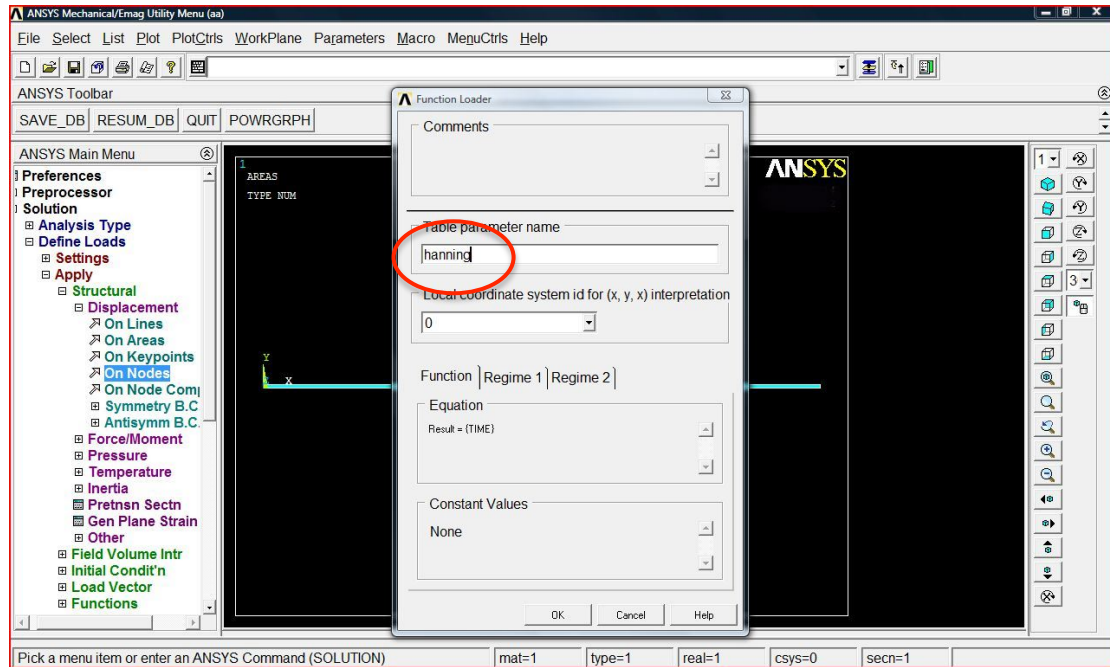 ANSYS Mechanical/Emag Utility Menu (aa)
File Select List Plot PlotCtrls WorkPlane Parameters Macro MenuCtrls Help
ANSYS Toolbar
SAVE_DB RESUM_DB QUIT POWRGRPH
ANSYS Main Menu
Preferences
Preprocessor
Solution
Analysis Type
Define Loads
Settings
Apply
Structural
Displacement
On Lines
On Areas
On Keypoints
On Nodes
On Node Comp
Symmetry B.C
Antisymm B.C.
Force/Moment
Pressure
Temperature
Inertia
Pretnsn Sectn
Gen Plane Strain
Other
Field Volume Intr
Initial Condit'n
Load Vector
Functions
1
AREAS
TYPE NUM
Y
X
ANSYS
Function Loader
Comments
Table parameter name
hanning
Local coordinate system id for (x, y, x) interpretation
0
Function Regime 1 Regime 2
Equation
Result = {TIME}
Constant Values
None
OK Cancel Help
1
3
Pick a menu item or enter an ANSYS Command (SOLUTION) mat=1 type=1 real=1 csys=0 secn=1